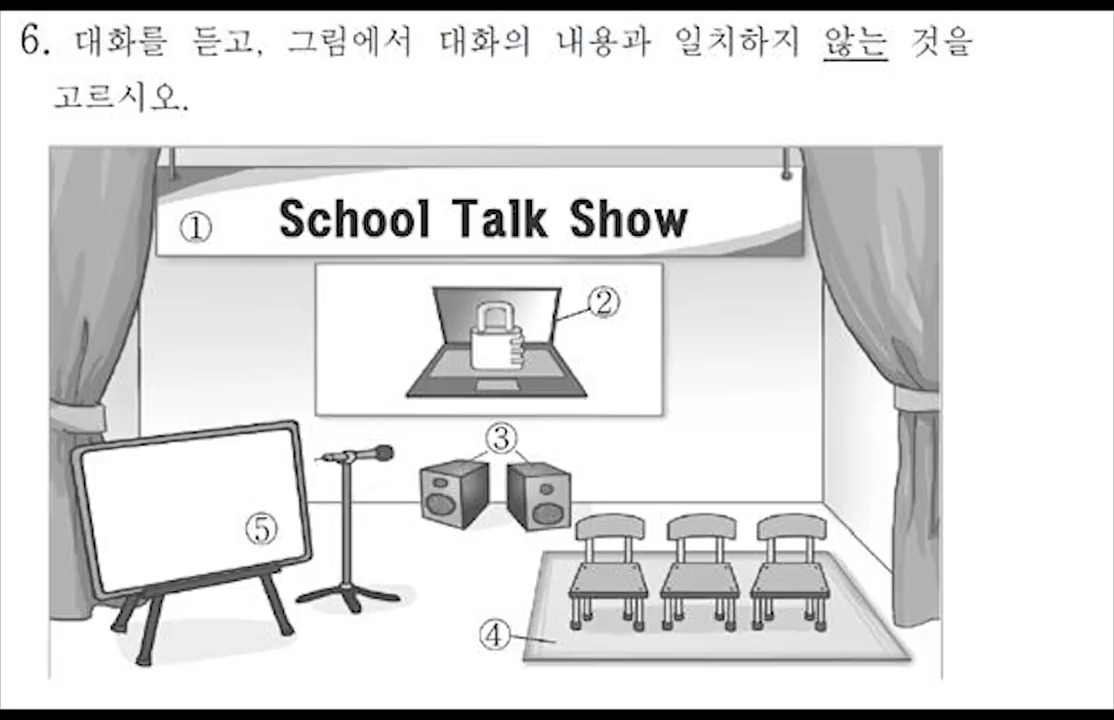 6. 대화를 듣고, 그림에서 대화의 내용과 일치하지 않는 것을
고르시오.
① School Talk Show
②
③
⑤
④